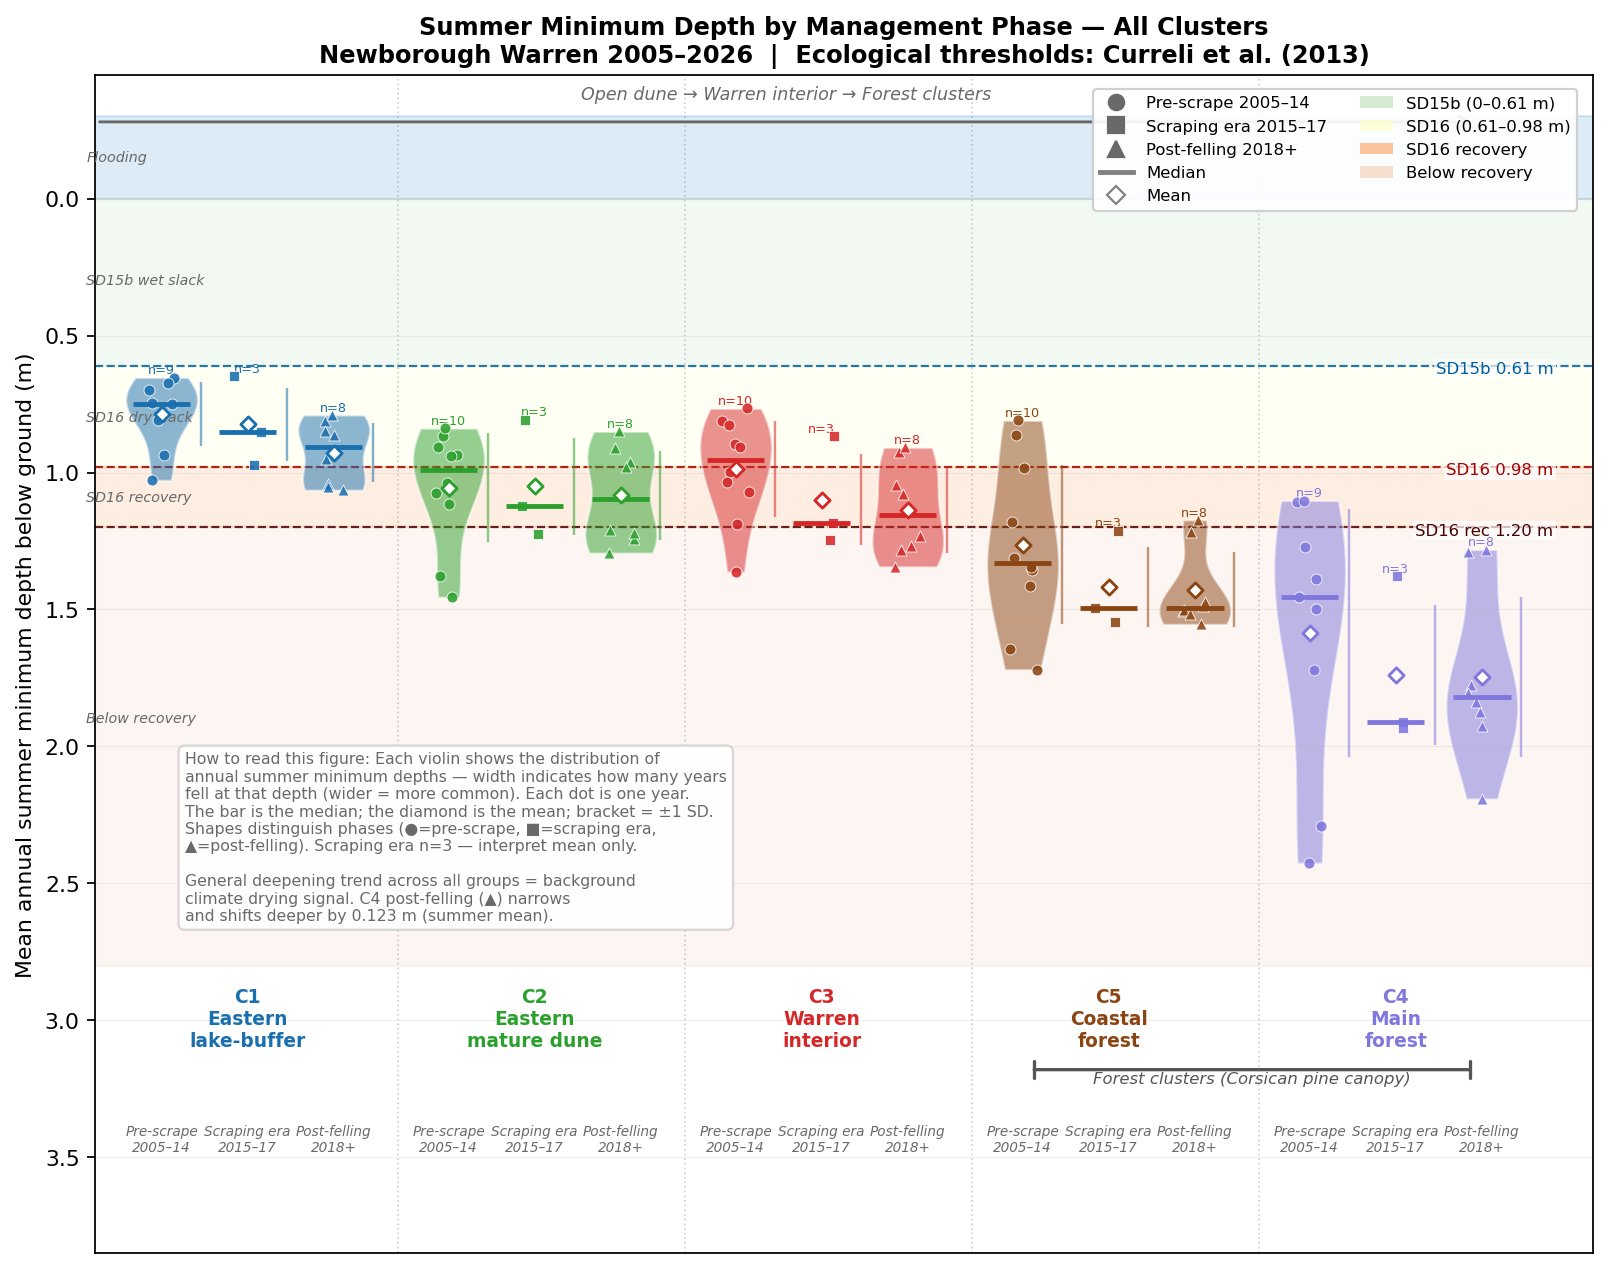 Summer Minimum Depth by Management Phase — All Clusters
Newborough Warren 2005–2026  |  Ecological thresholds: Curreli et al. (2013)
Open dune → Warren interior → Forest clusters
Pre-scrape 2005–14
Scraping era 2015–17
Post-felling 2018+
Median
Mean
SD15b (0–0.61 m)
SD16 (0.61–0.98 m)
SD16 recovery
Below recovery
Mean annual summer minimum depth below ground (m)
Flooding
0.0
SD15b wet slack
0.5
SD15b 0.61 m
n=9
n=3
n=8
n=10
n=3
n=8
n=10
n=3
n=8
n=10
n=3
n=8
n=9
n=3
n=8
SD16 dry slack
1.0
SD16 0.98 m
SD16 recovery
SD16 rec 1.20 m
1.5
Below recovery
2.0
How to read this figure: Each violin shows the distribution of
annual summer minimum depths — width indicates how many years
fell at that depth (wider = more common). Each dot is one year.
The bar is the median; the diamond is the mean; bracket = ±1 SD.
Shapes distinguish phases (●=pre-scrape, ■=scraping era,
▲=post-felling). Scraping era n=3 — interpret mean only.
General deepening trend across all groups = background
climate drying signal. C4 post-felling (▲) narrows
and shifts deeper by 0.123 m (summer mean).
2.5
C1
Eastern
lake-buffer
C2
Eastern
mature dune
C3
Warren
interior
C5
Coastal
forest
C4
Main
forest
3.0
Forest clusters (Corsican pine canopy)
Pre-scrape
2005–14
Scraping era
2015–17
Post-felling
2018+
Pre-scrape
2005–14
Scraping era
2015–17
Post-felling
2018+
Pre-scrape
2005–14
Scraping era
2015–17
Post-felling
2018+
Pre-scrape
2005–14
Scraping era
2015–17
Post-felling
2018+
Pre-scrape
2005–14
Scraping era
2015–17
Post-felling
2018+
3.5